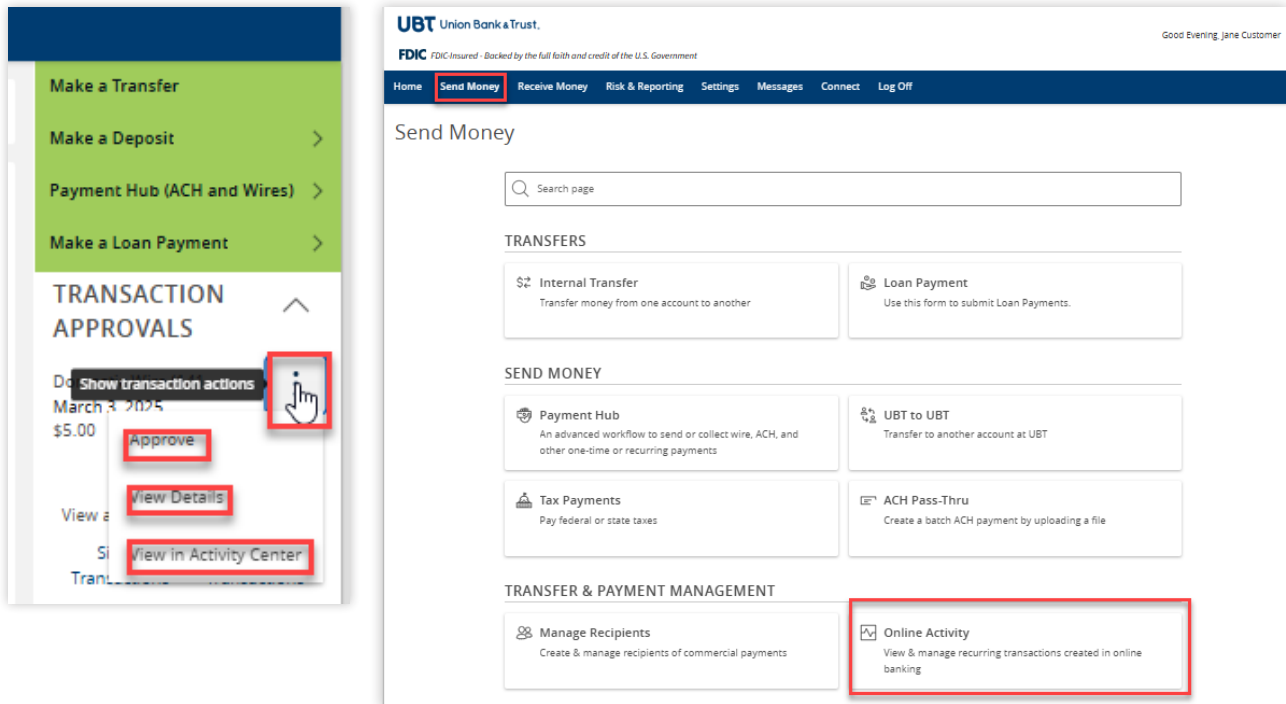 Make a Transfer
Make a Deposit
Payment Hub (ACH and Wires)
Make a Loan Payment
TRANSACTION
APPROVALS
Show transaction actions
March 3, 2025
$5.00
Approve
View Details
View a
View in Activity Center
UBT Union Bank & Trust.
FDIC FDIC-Insured - Backed by the full faith and credit of the U.S. Government
Good Evening, Jane Customer
Home Send Money Receive Money Risk & Reporting Settings Messages Connect Log Off
Send Money
Search page
TRANSFERS
Internal Transfer
Transfer money from one account to another
Loan Payment
Use this form to submit Loan Payments.
SEND MONEY
Payment Hub
An advanced workflow to send or collect wire, ACH, and
other one-time or recurring payments
UBT to UBT
Transfer to another account at UBT
Tax Payments
Pay federal or state taxes
ACH Pass-Thru
Create a batch ACH payment by uploading a file
TRANSFER & PAYMENT MANAGEMENT
Manage Recipients
Create & manage recipients of commercial payments
Online Activity
View & manage recurring transactions created in online
banking